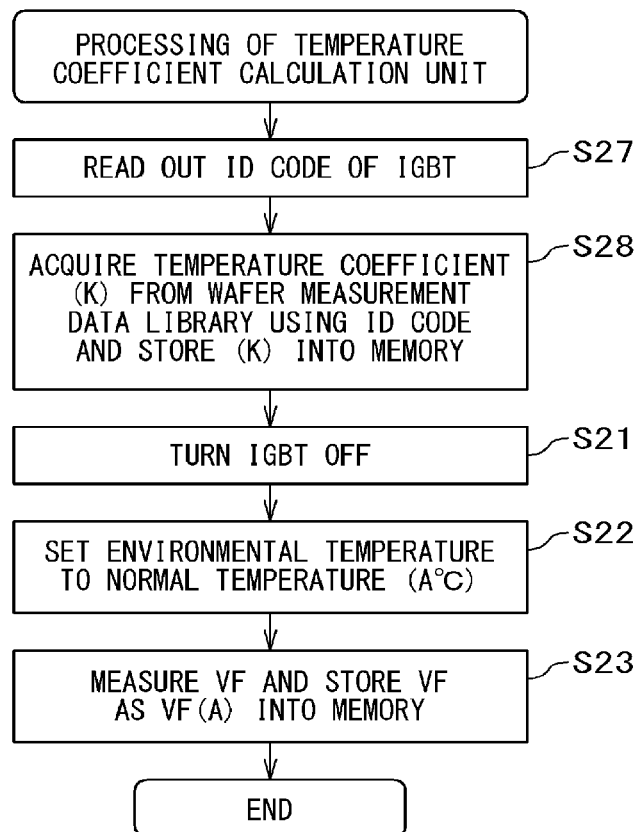 PROCESSING OF TEMPERATURE
COEFFICIENT CALCULATION UNIT
READ OUT ID CODE OF IGBT
S27
ACQUIRE TEMPERATURE COEFFICIENT
(K) FROM WAFER MEASUREMENT
DATA LIBRARY USING ID CODE
AND STORE (K) INTO MEMORY
S28
TURN IGBT OFF
S21
SET ENVIRONMENTAL TEMPERATURE
TO NORMAL TEMPERATURE (A℃)
S22
MEASURE VF AND STORE VF
AS VF(A) INTO MEMORY
S23
END